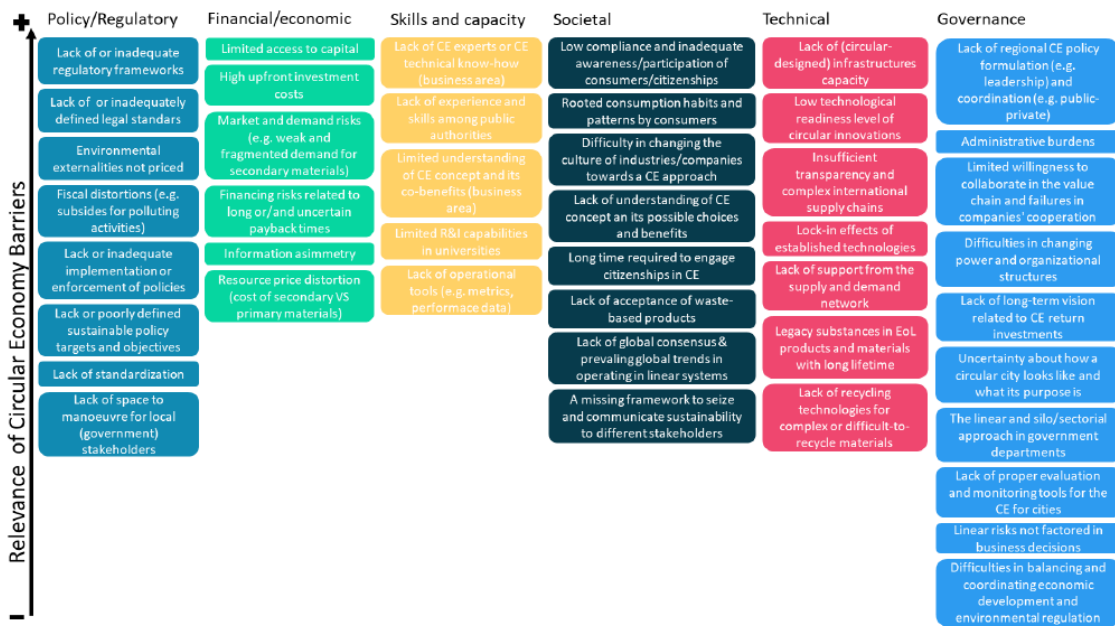 Policy/Regulatory
Financial/economic
Skills and capacity
Societal
Technical
Governance
+
Relevance of Circular Economy Barriers
−
Lack of or inadequate
regulatory frameworks
Lack of or inadequately
defined legal standars
Environmental
externalities not priced
Fiscal distortions (e.g.
subsides for polluting
activities)
Lack or inadequate
implementation or
enforcement of policies
Lack or poorly defined
sustainable policy
targets and objectives
Lack of standardization
Lack of space to
manoeuvre for local
(government)
stakeholders
Limited access to capital
High upfront investment
costs
Market and demand risks
(e.g. weak and
fragmented demand for
secondary materials)
Financing risks related to
long or/and uncertain
payback times
Information asimmetry
Resource price distortion
(cost of secondary VS
primary materials)
Lack of CE experts or CE
technical know-how
(business area)
Lack of experience and
skills among public
authorities
Limited understanding
of CE concept and its
co-benefits (business
area)
Limited R&I capabilities
in universities
Lack of operational
tools (e.g. metrics,
performace data)
Low compliance and inadequate
awareness/participation of
consumers/citizenships
Rooted consumption habits and
patterns by consumers
Difficulty in changing the
culture of industries/companies
towards a CE approach
Lack of understanding of CE
concept an its possible choices
and benefits
Long time required to engage
citizenships in CE
Lack of acceptance of waste-
based products
Lack of global consensus &
prevaling global trends in
operating in linear systems
A missing framework to seize
and communicate sustainability
to different stakeholders
Lack of (circular-
designed) infrastructures
capacity
Low technological
readiness level of
circular innovations
Insufficient
transparency and
complex international
supply chains
Lock-in effects of
established technologies
Lack of support from the
supply and demand
network
Legacy substances in EoL
products and materials
with long lifetime
Lack of recycling
technologies for
complex or difficult-to-
recycle materials
Lack of regional CE policy
formulation (e.g.
leadership) and
coordination (e.g. public-
private)
Administrative burdens
Limited willingness to
collaborate in the value
chain and failures in
companies' cooperation
Difficulties in changing
power and organizational
structures
Lack of long-term vision
related to CE return
investments
Uncertainty about how a
circular city looks like and
what its purpose is
The linear and silo/sectorial
approach in government
departments
Lack of proper evaluation
and monitoring tools for the
CE for cities
Linear risks not factored in
business decisions
Difficulties in balancing and
coordinating economic
development and
environmental regulation